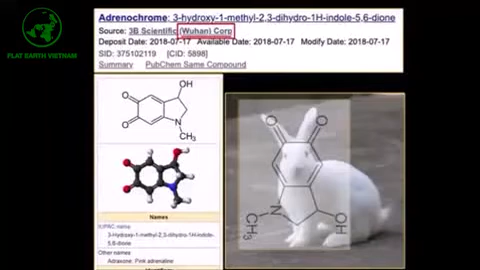 FLAT EARTH VIETNAM
Adrenochrome: 3-hydroxy-1-methyl-2,3-dihydro-1H-indole-5,6-dione
Source: 3B Scientific (Wuhan) Corp
Deposit Date: 2018-07-17 Available Date: 2018-07-17 Modify Date: 2018-07-17
SID: 375102119 [CID: 5898]
Summary PubChem Same Compound
OH
O
O
N
CH3
O
O
N
CH3
OH
Names
IUPAC name
3-Hydroxy-1-methyl-2,3-dihydro-1H-indole-
5,6-dione
Other names
Adraxone; Pink adrenaline